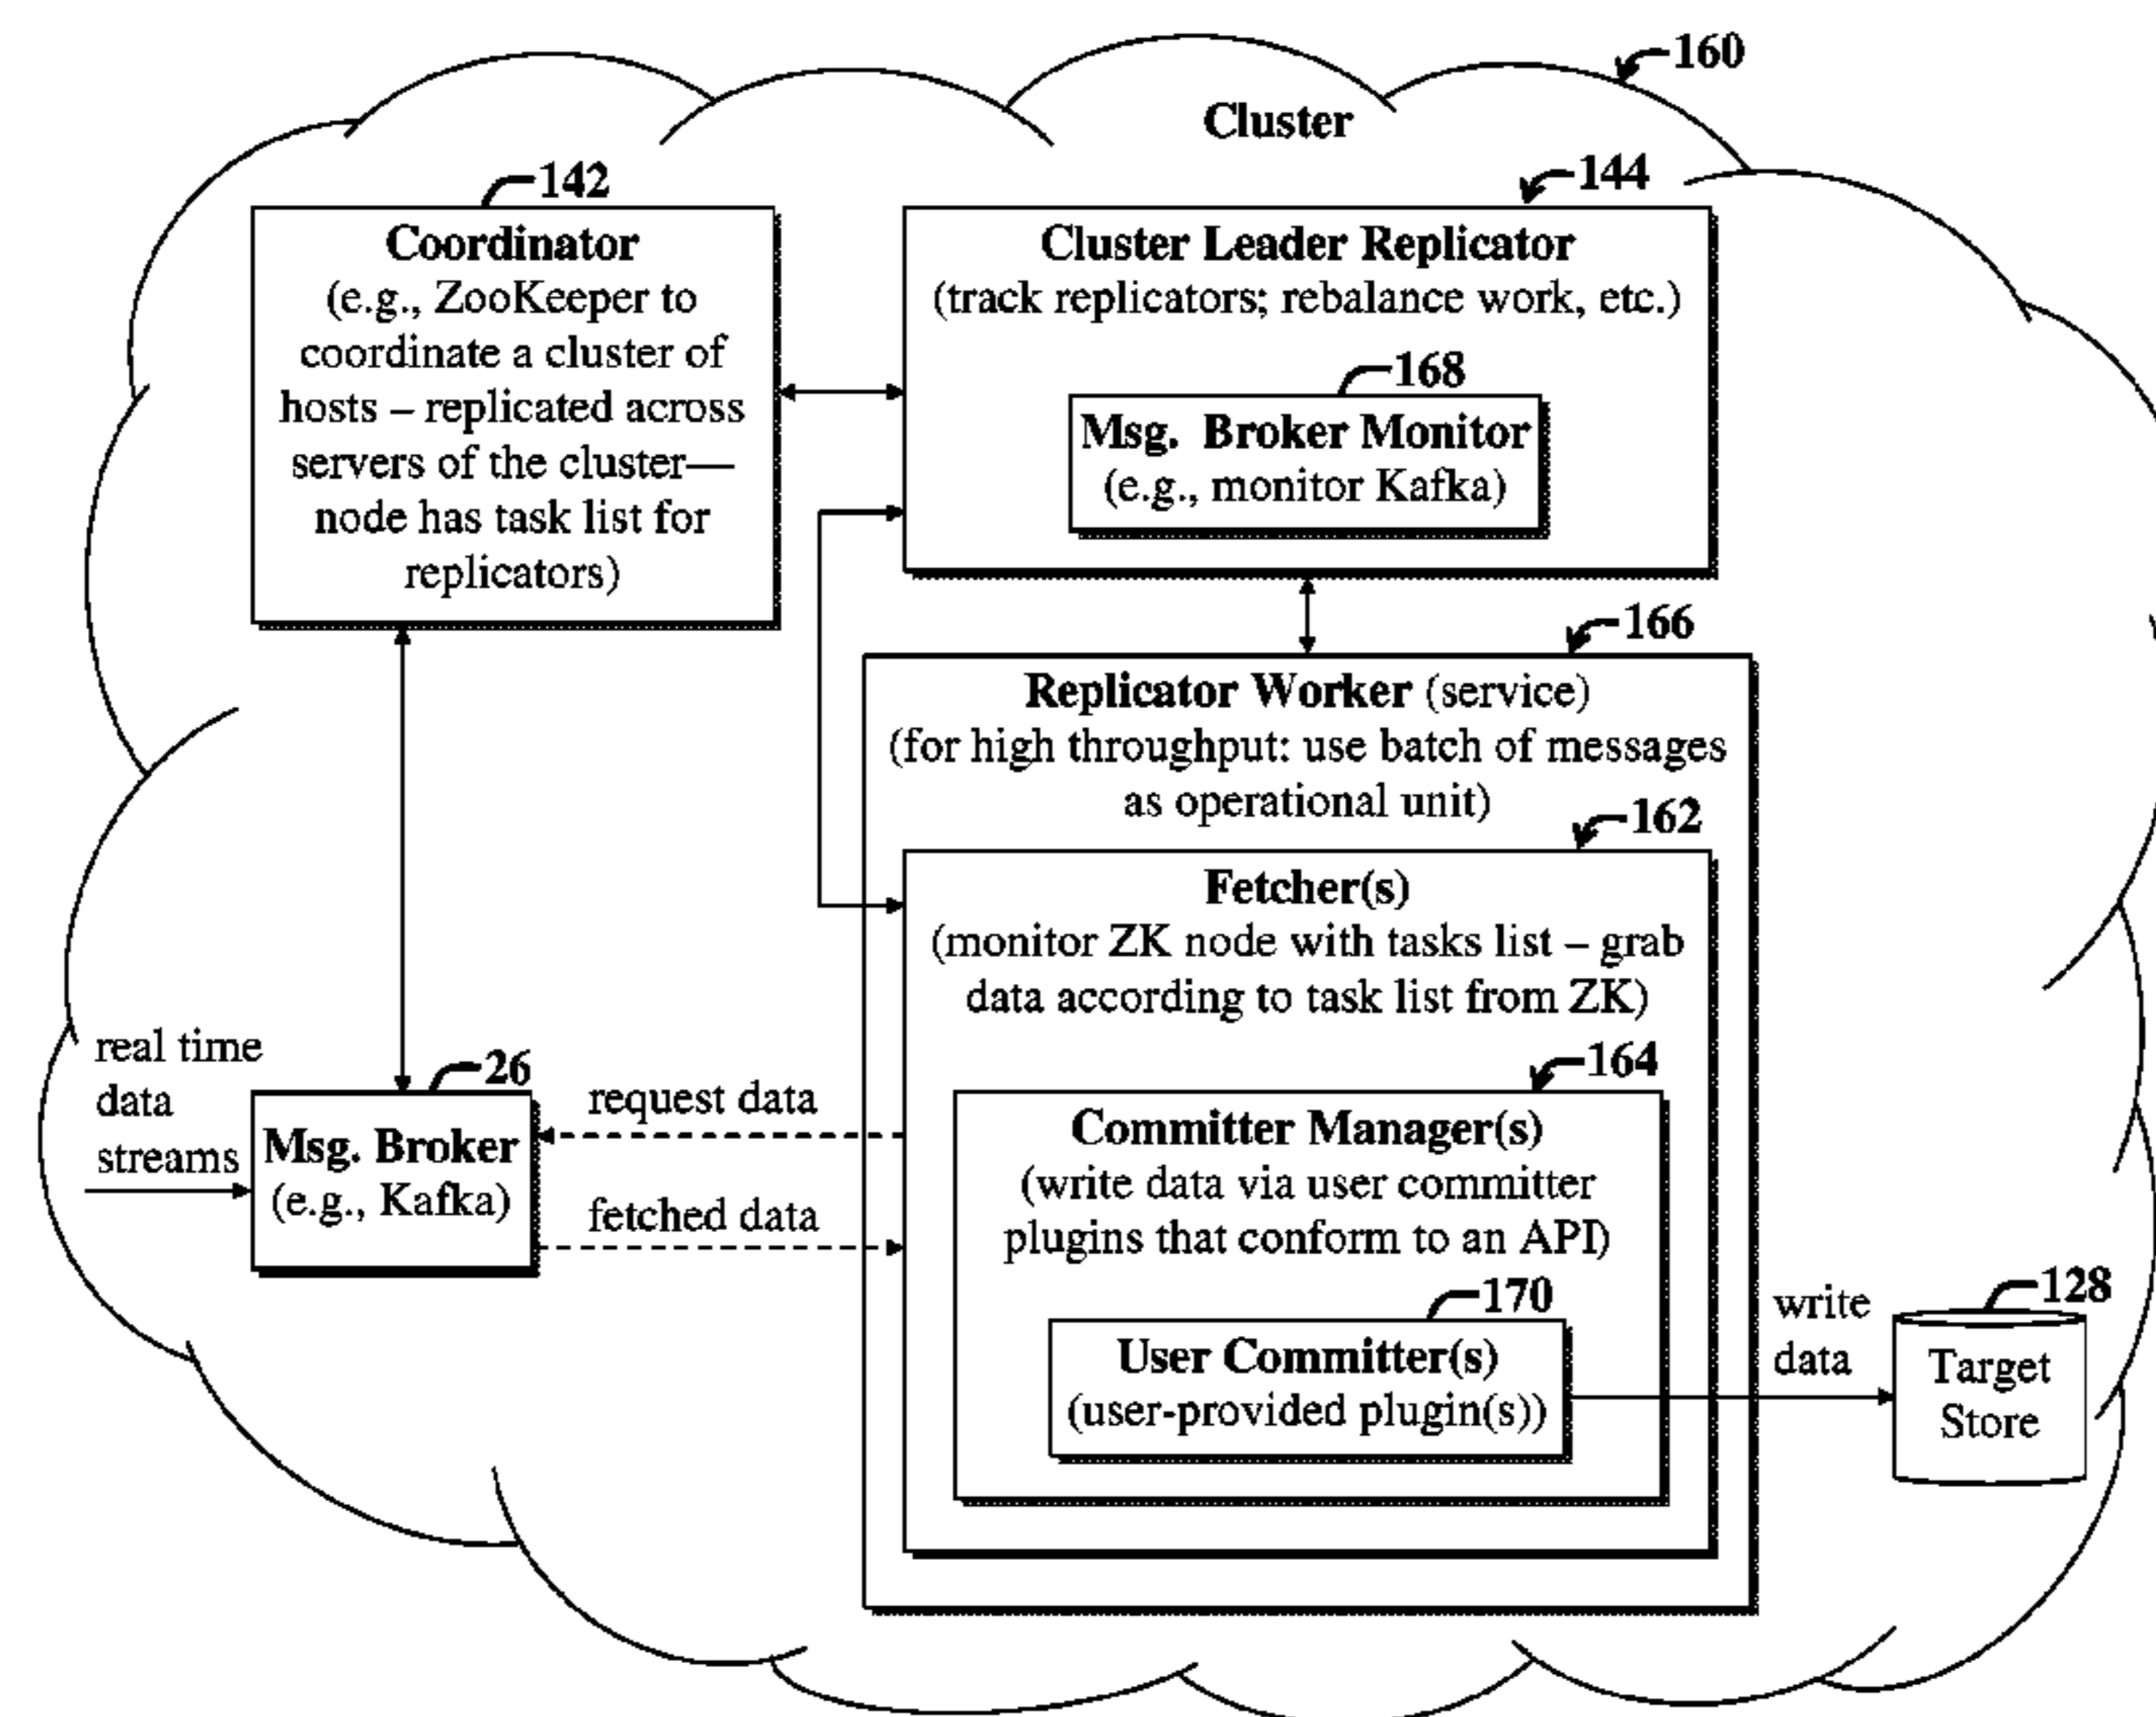 160
Cluster
142
Coordinator
(e.g., ZooKeeper to
coordinate a cluster of
hosts – replicated across
servers of the cluster—
node has task list for
replicators)
144
Cluster Leader Replicator
(track replicators; rebalance work, etc.)
168
Msg. Broker Monitor
(e.g., monitor Kafka)
166
Replicator Worker (service)
(for high throughput: use batch of messages
as operational unit)
162
Fetcher(s)
(monitor ZK node with tasks list – grab
data according to task list from ZK)
real time
data
streams
26
Msg. Broker
(e.g., Kafka)
request data
fetched data
164
Committer Manager(s)
(write data via user committer
plugins that conform to an API)
170
User Committer(s)
(user-provided plugin(s))
write
data
128
Target
Store